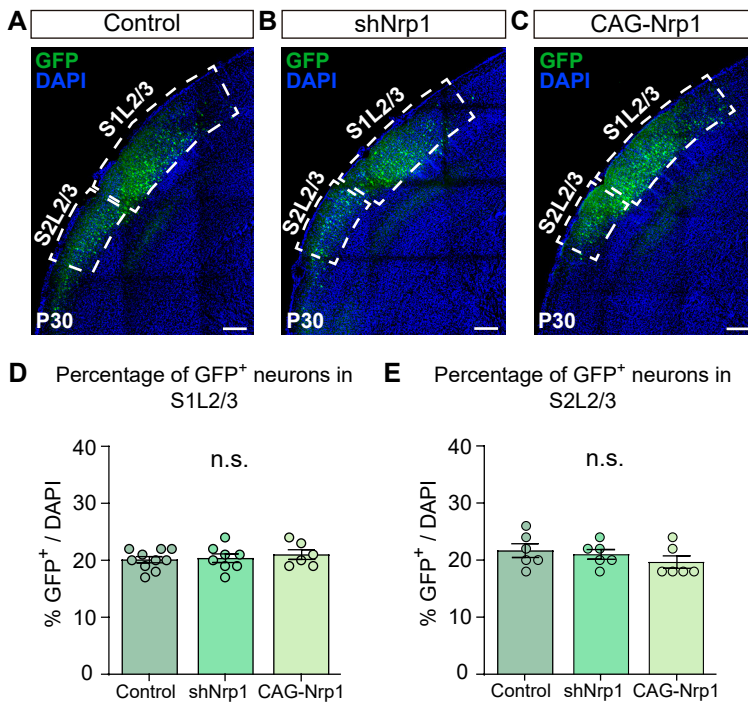 A Control
B shNrp1
C CAG-Nrp1
GFP
DAPI
S1L2/3
S2L2/3
P30
GFP
DAPI
S1L2/3
S2L2/3
P30
GFP
DAPI
S1L2/3
S2L2/3
P30
D Percentage of GFP⁺ neurons in
S1L2/3
% GFP⁺ / DAPI
40
30
20
10
0
n.s.
Control shNrp1 CAG-Nrp1
E Percentage of GFP⁺ neurons in
S2L2/3
% GFP⁺ / DAPI
40
30
20
10
0
n.s.
Control shNrp1 CAG-Nrp1